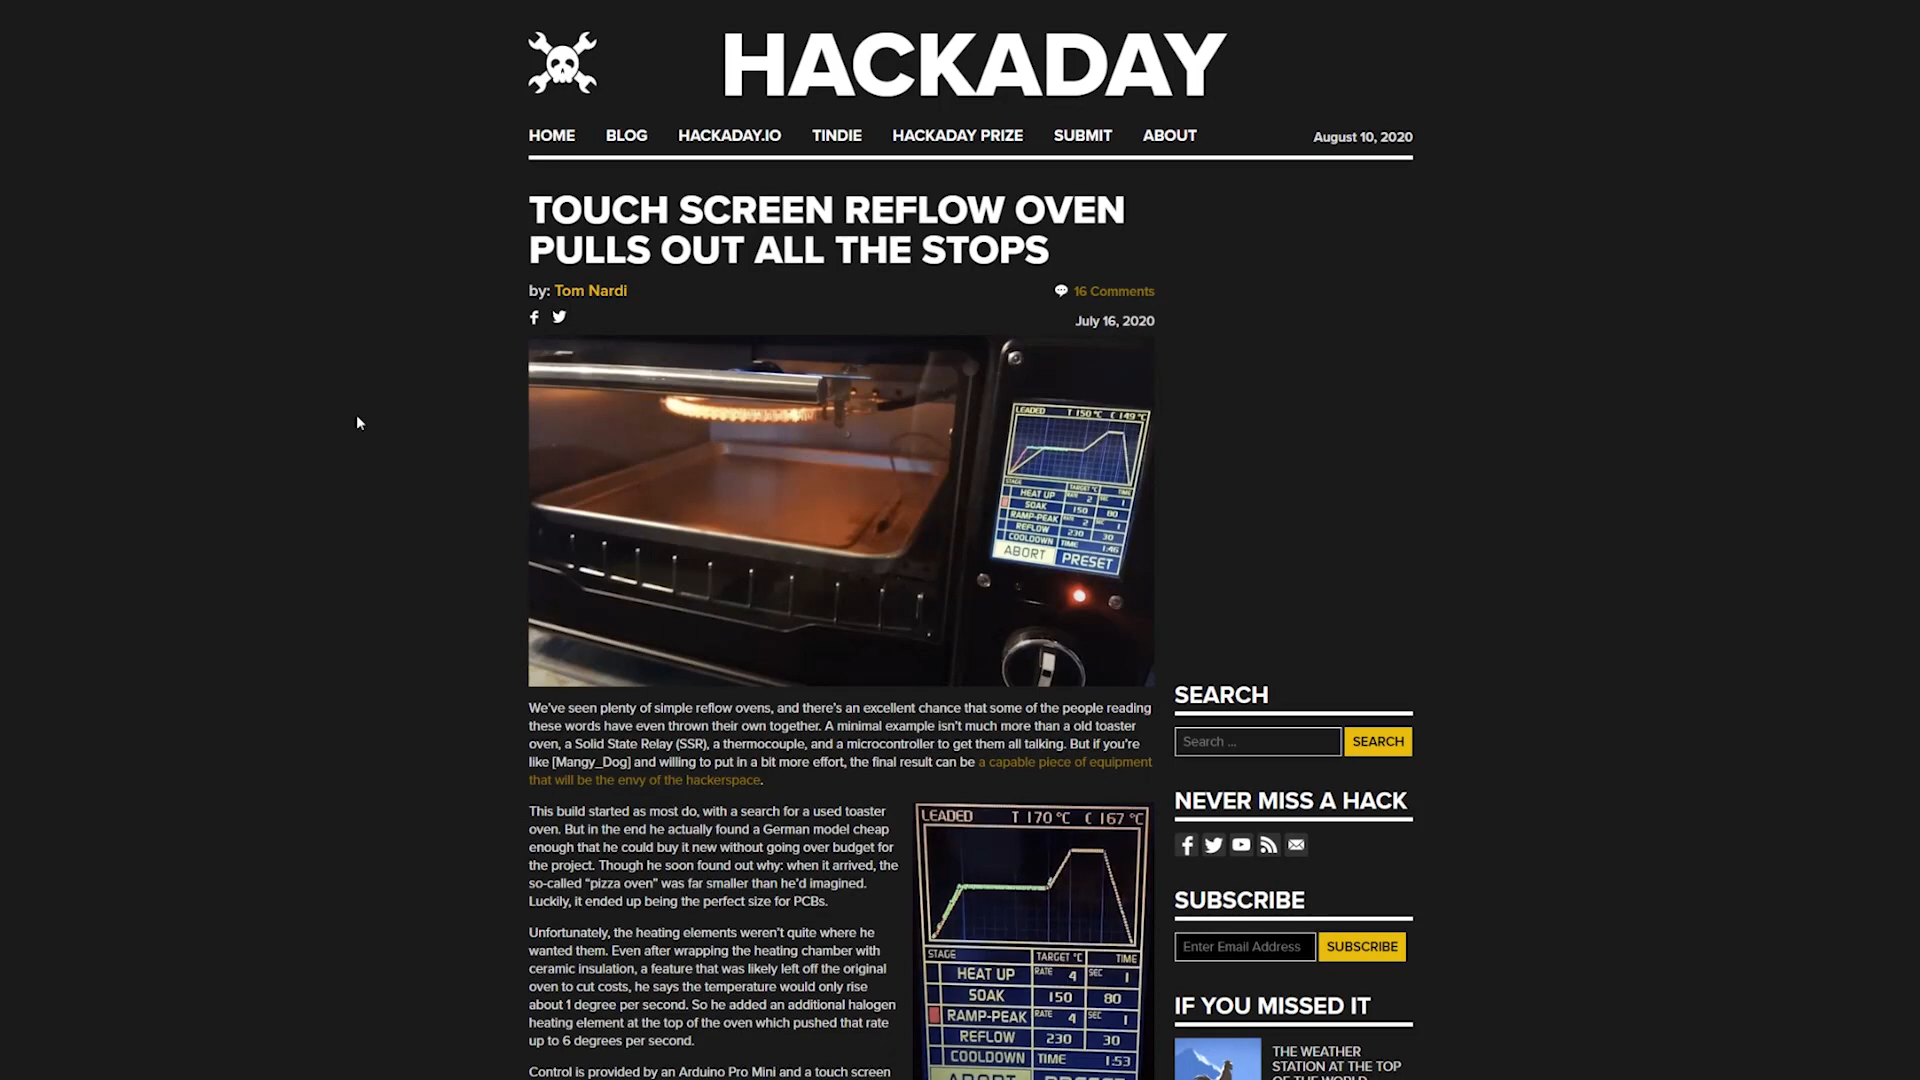 HACKADAY
HOME BLOG HACKADAY.IO TINDIE HACKADAY PRIZE SUBMIT ABOUT August 10, 2020
TOUCH SCREEN REFLOW OVEN
PULLS OUT ALL THE STOPS
by: Tom Nardi
16 Comments
July 16, 2020
LEADED T 150 °C C 149 °C
STAGE TARGET °C TIME
HEAT UP RATE 2 SEC 1
SOAK 150 80
RAMP-PEAK RATE 2 SEC 1
REFLOW 230 30
COOLDOWN TIME 1:46
ABORT PRESET
We've seen plenty of simple reflow ovens, and there's an excellent chance that some of the people reading
these words have even thrown their own together. A minimal example isn't much more than a old toaster
oven, a Solid State Relay (SSR), a thermocouple, and a microcontroller to get them all talking. But if you're
like [Mangy_Dog] and willing to put in a bit more effort, the final result can be a capable piece of equipment
that will be the envy of the hackerspace.
This build started as most do, with a search for a used toaster
oven. But in the end he actually found a German model cheap
enough that he could buy it new without going over budget for
the project. Though he soon found out why: when it arrived, the
so-called "pizza oven" was far smaller than he'd imagined.
Luckily, it ended up being the perfect size for PCBs.
Unfortunately, the heating elements weren't quite where he
wanted them. Even after wrapping the heating chamber with
ceramic insulation, a feature that was likely left off the original
oven to cut costs, he says the temperature would only rise
about 1 degree per second. So he added an additional halogen
heating element at the top of the oven which pushed that rate
up to 6 degrees per second.
Control is provided by an Arduino Pro Mini and a touch screen
LEADED T 170 °C C 167 °C
STAGE TARGET °C TIME
HEAT UP RATE 4 SEC 1
SOAK 150 80
RAMP-PEAK RATE 4 SEC 1
REFLOW 230 30
COOLDOWN TIME 1:53
ABORT PRESET
SEARCH
Search ... SEARCH
NEVER MISS A HACK
SUBSCRIBE
Enter Email Address SUBSCRIBE
IF YOU MISSED IT
THE WEATHER
STATION AT THE TOP
OF THE WORLD